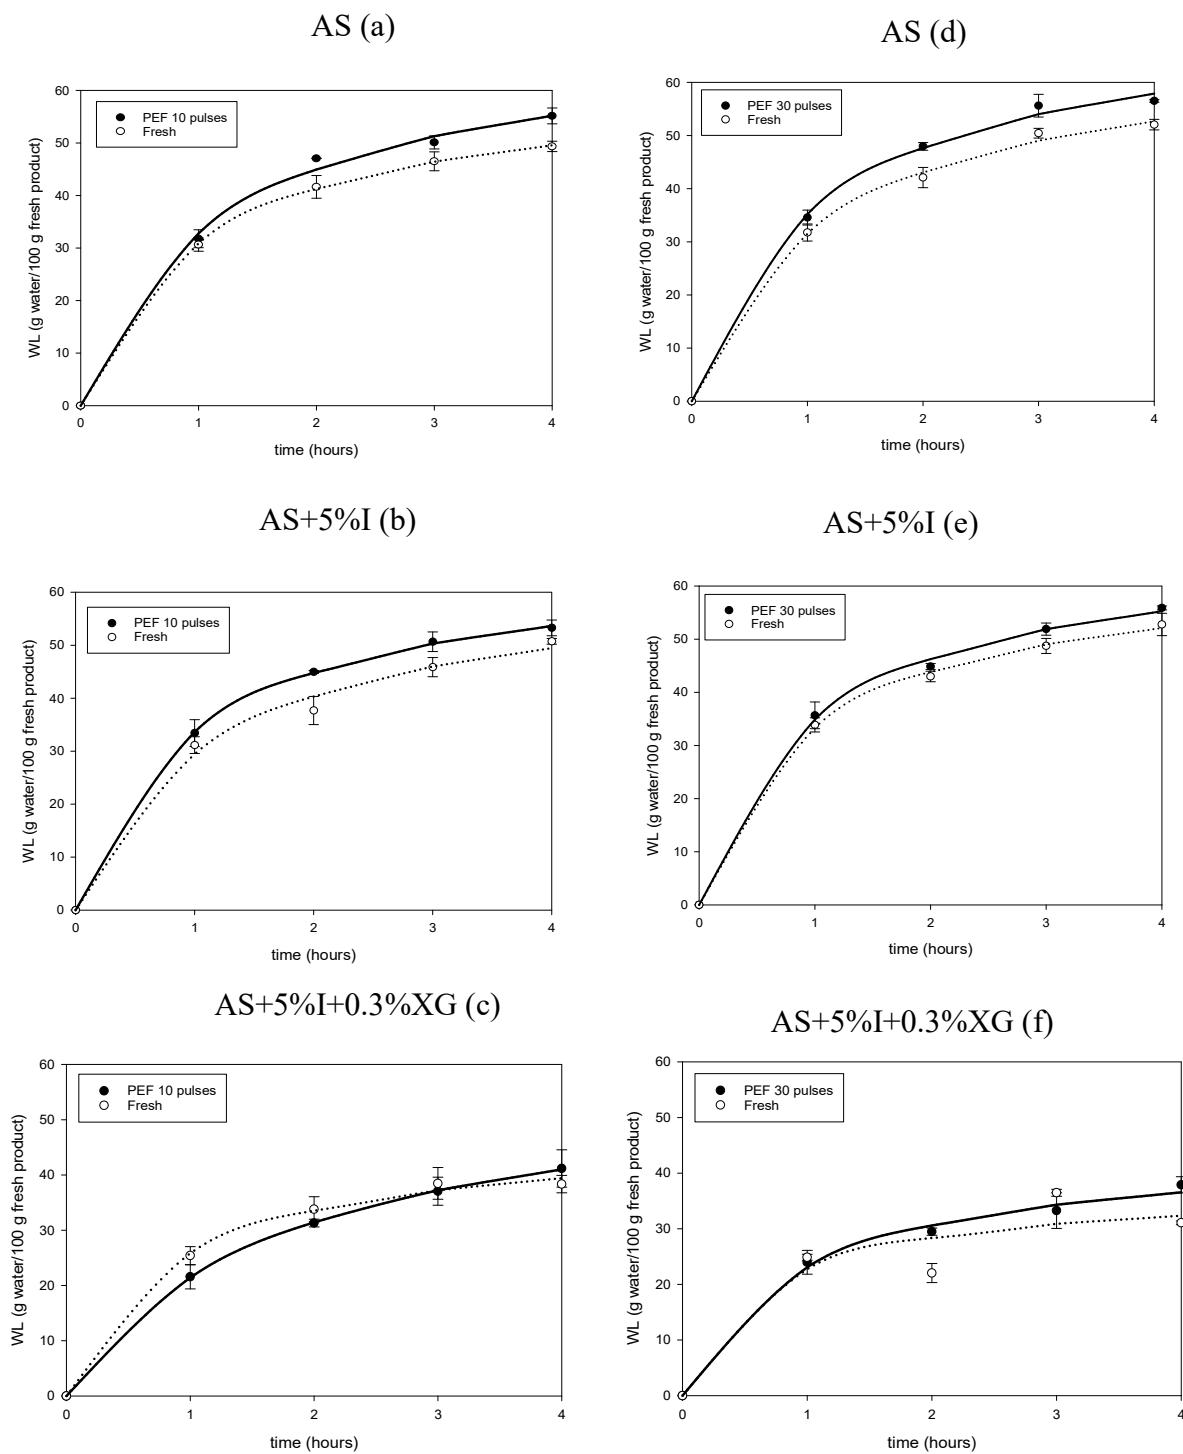 AS (a)
60
50
40
30
20
10
0
WL (g water/100 g fresh product)
PEF 10 pulses
Fresh
0 1 2 3 4
time (hours)
AS (d)
60
50
40
30
20
10
0
WL (g water/100 g fresh product)
PEF 30 pulses
Fresh
0 1 2 3 4
time (hours)
AS+5%I (b)
60
50
40
30
20
10
0
WL (g water/100 g fresh product)
PEF 10 pulses
Fresh
0 1 2 3 4
time (hours)
AS+5%I (e)
60
50
40
30
20
10
0
WL (g water/100 g fresh product)
PEF 30 pulses
Fresh
0 1 2 3 4
time (hours)
AS+5%I+0.3%XG (c)
60
50
40
30
20
10
0
WL (g water/100 g fresh product)
PEF 10 pulses
Fresh
0 1 2 3 4
time (hours)
AS+5%I+0.3%XG (f)
60
50
40
30
20
10
0
WL (g water/100 g fresh product)
PEF 30 pulses
Fresh
0 1 2 3 4
time (hours)